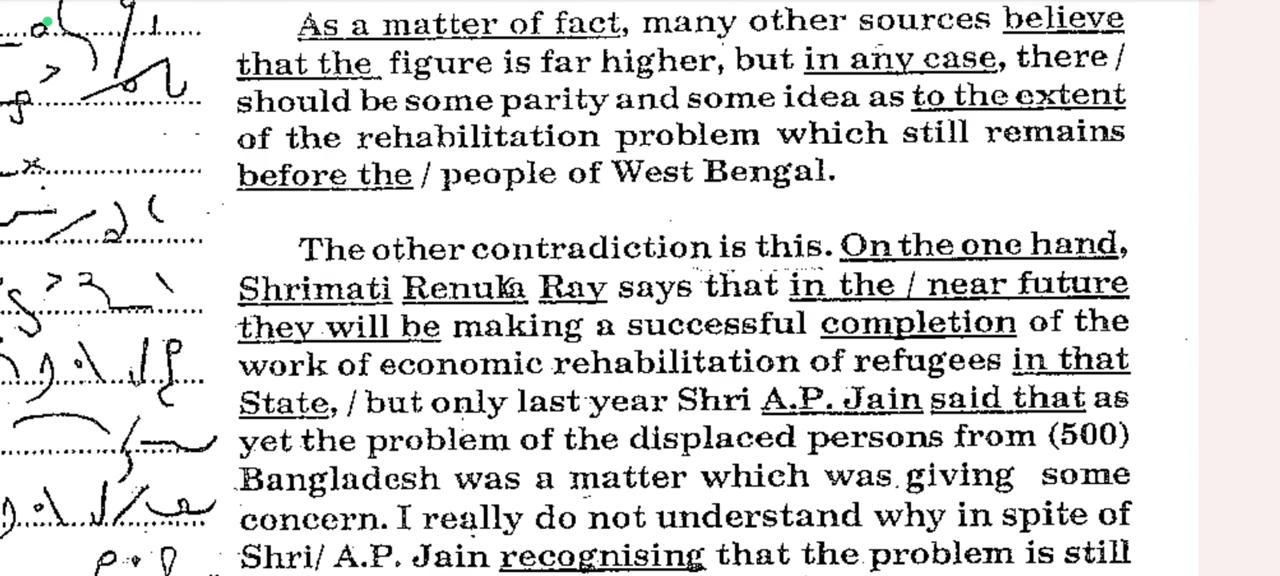 As a matter of fact, many other sources believe
that the figure is far higher, but in any case, there /
should be some parity and some idea as to the extent
of the rehabilitation problem which still remains
before the / people of West Bengal.
The other contradiction is this. On the one hand,
Shrimati Renuka Ray says that in the / near future
they will be making a successful completion of the
work of economic rehabilitation of refugees in that
State, / but only last year Shri A.P. Jain said that as
yet the problem of the displaced persons from (500)
Bangladesh was a matter which was giving some
concern. I really do not understand why in spite of
Shri/ A.P. Jain recognising that the problem is still